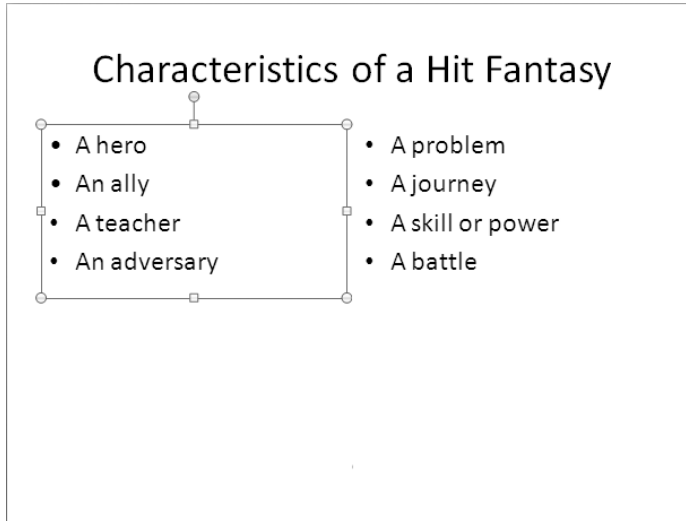 Characteristics of a Hit Fantasy
• A hero
• An ally
• A teacher
• An adversary
• A problem
• A journey
• A skill or power
• A battle